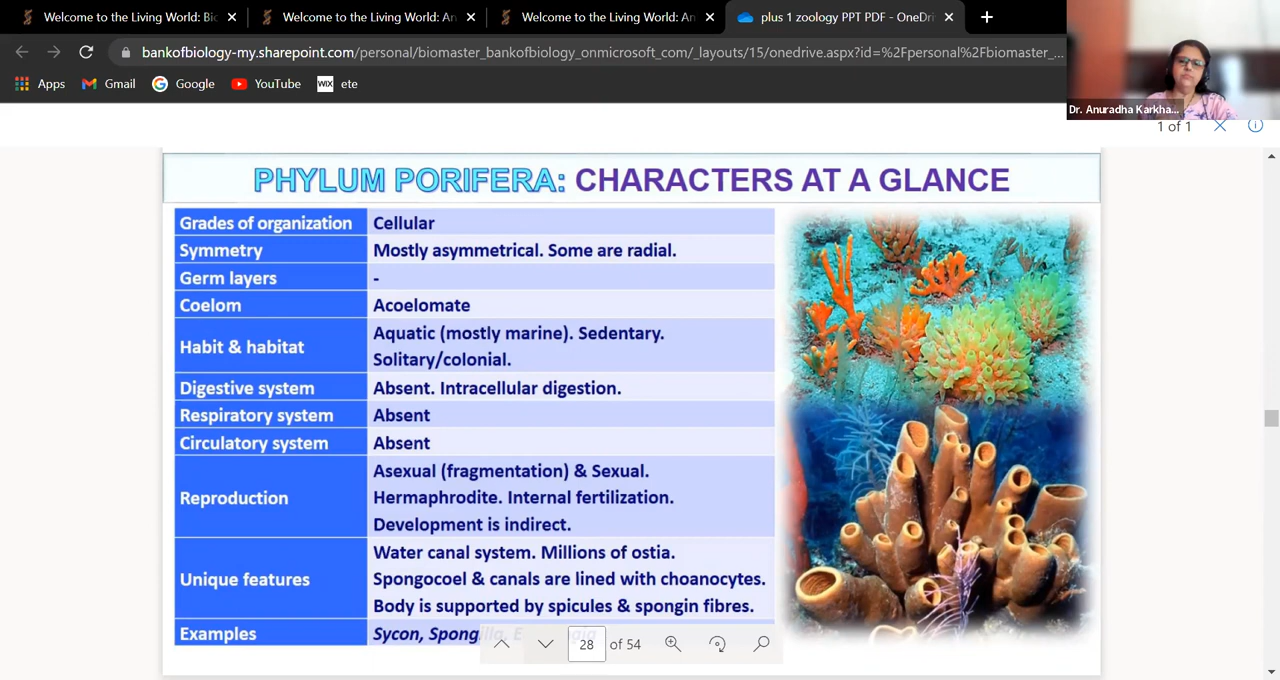 Welcome to the Living World: Bio
Welcome to the Living World: An
Welcome to the Living World: An
plus 1 zoology PPT PDF - OneDri
bankofbiology-my.sharepoint.com/personal/biomaster_bankofbiology_onmicrosoft_com/_layouts/15/onedrive.aspx?id=%2Fpersonal%2Fbiomaster_...
Apps
Gmail
Google
YouTube
WIX
ete
Dr. Anuradha Karkha...
1 of 1
PHYLUM PORIFERA: CHARACTERS AT A GLANCE
Grades of organization Cellular
Symmetry Mostly asymmetrical. Some are radial.
Germ layers -
Coelom Acoelomate
Habit & habitat Aquatic (mostly marine). Sedentary.
Solitary/colonial.
Digestive system Absent. Intracellular digestion.
Respiratory system Absent
Circulatory system Absent
Reproduction Asexual (fragmentation) & Sexual.
Hermaphrodite. Internal fertilization.
Development is indirect.
Unique features Water canal system. Millions of ostia.
Spongocoel & canals are lined with choanocytes.
Body is supported by spicules & spongin fibres.
Examples Sycon, Spongilla,
28 of 54